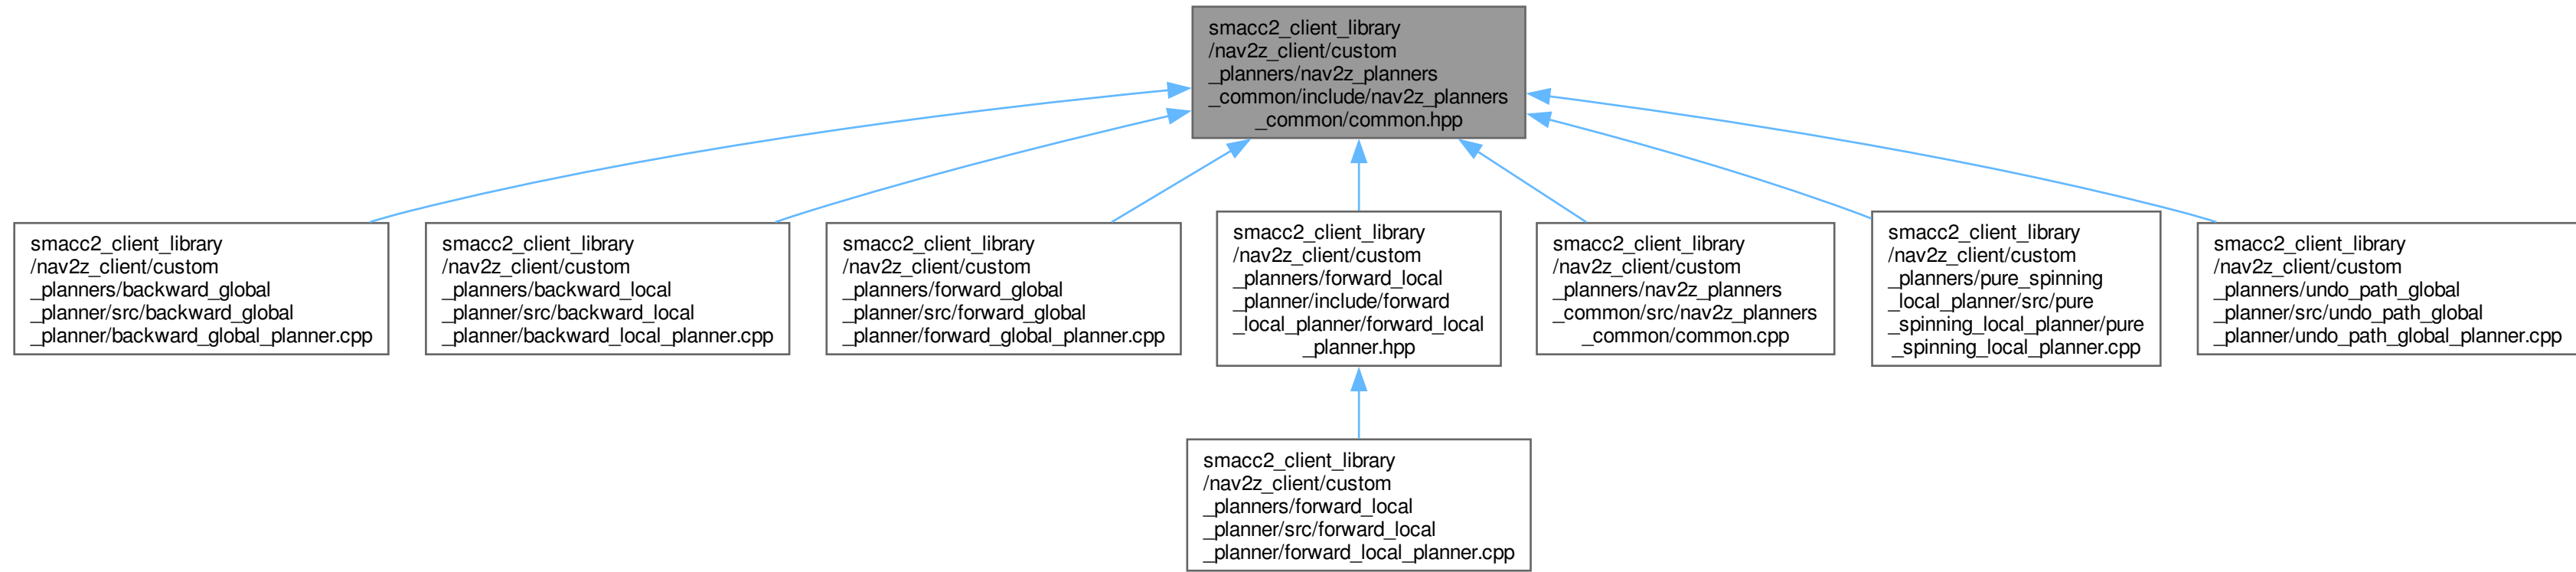 smacc2_client_library
/nav2z_client/custom
_planners/nav2z_planners
_common/include/nav2z_planners
_common/common.hpp
smacc2_client_library
/nav2z_client/custom
_planners/backward_global
_planner/src/backward_global
_planner/backward_global_planner.cpp
smacc2_client_library
/nav2z_client/custom
_planners/backward_local
_planner/src/backward_local
_planner/backward_local_planner.cpp
smacc2_client_library
/nav2z_client/custom
_planners/forward_global
_planner/src/forward_global
_planner/forward_global_planner.cpp
smacc2_client_library
/nav2z_client/custom
_planners/forward_local
_planner/include/forward
_local_planner/forward_local
_planner.hpp
smacc2_client_library
/nav2z_client/custom
_planners/nav2z_planners
_common/src/nav2z_planners
_common/common.cpp
smacc2_client_library
/nav2z_client/custom
_planners/pure_spinning
_local_planner/src/pure
_spinning_local_planner/pure
_spinning_local_planner.cpp
smacc2_client_library
/nav2z_client/custom
_planners/undo_path_global
_planner/src/undo_path_global
_planner/undo_path_global_planner.cpp
smacc2_client_library
/nav2z_client/custom
_planners/forward_local
_planner/src/forward_local
_planner/forward_local_planner.cpp